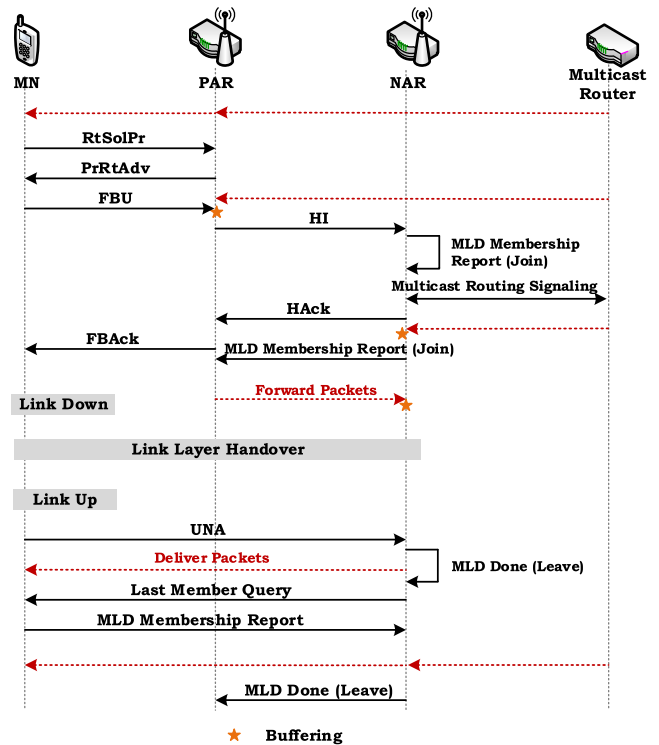 MN
PAR
NAR
Multicast
Router
RtSolPr
PrRtAdv
FBU
HI
MLD Membership
Report (Join)
Multicast Routing Signaling
HAck
FBAck
MLD Membership Report (Join)
Forward Packets
Link Down
Link Layer Handover
Link Up
UNA
Deliver Packets
MLD Done (Leave)
Last Member Query
MLD Membership Report
MLD Done (Leave)
Buffering